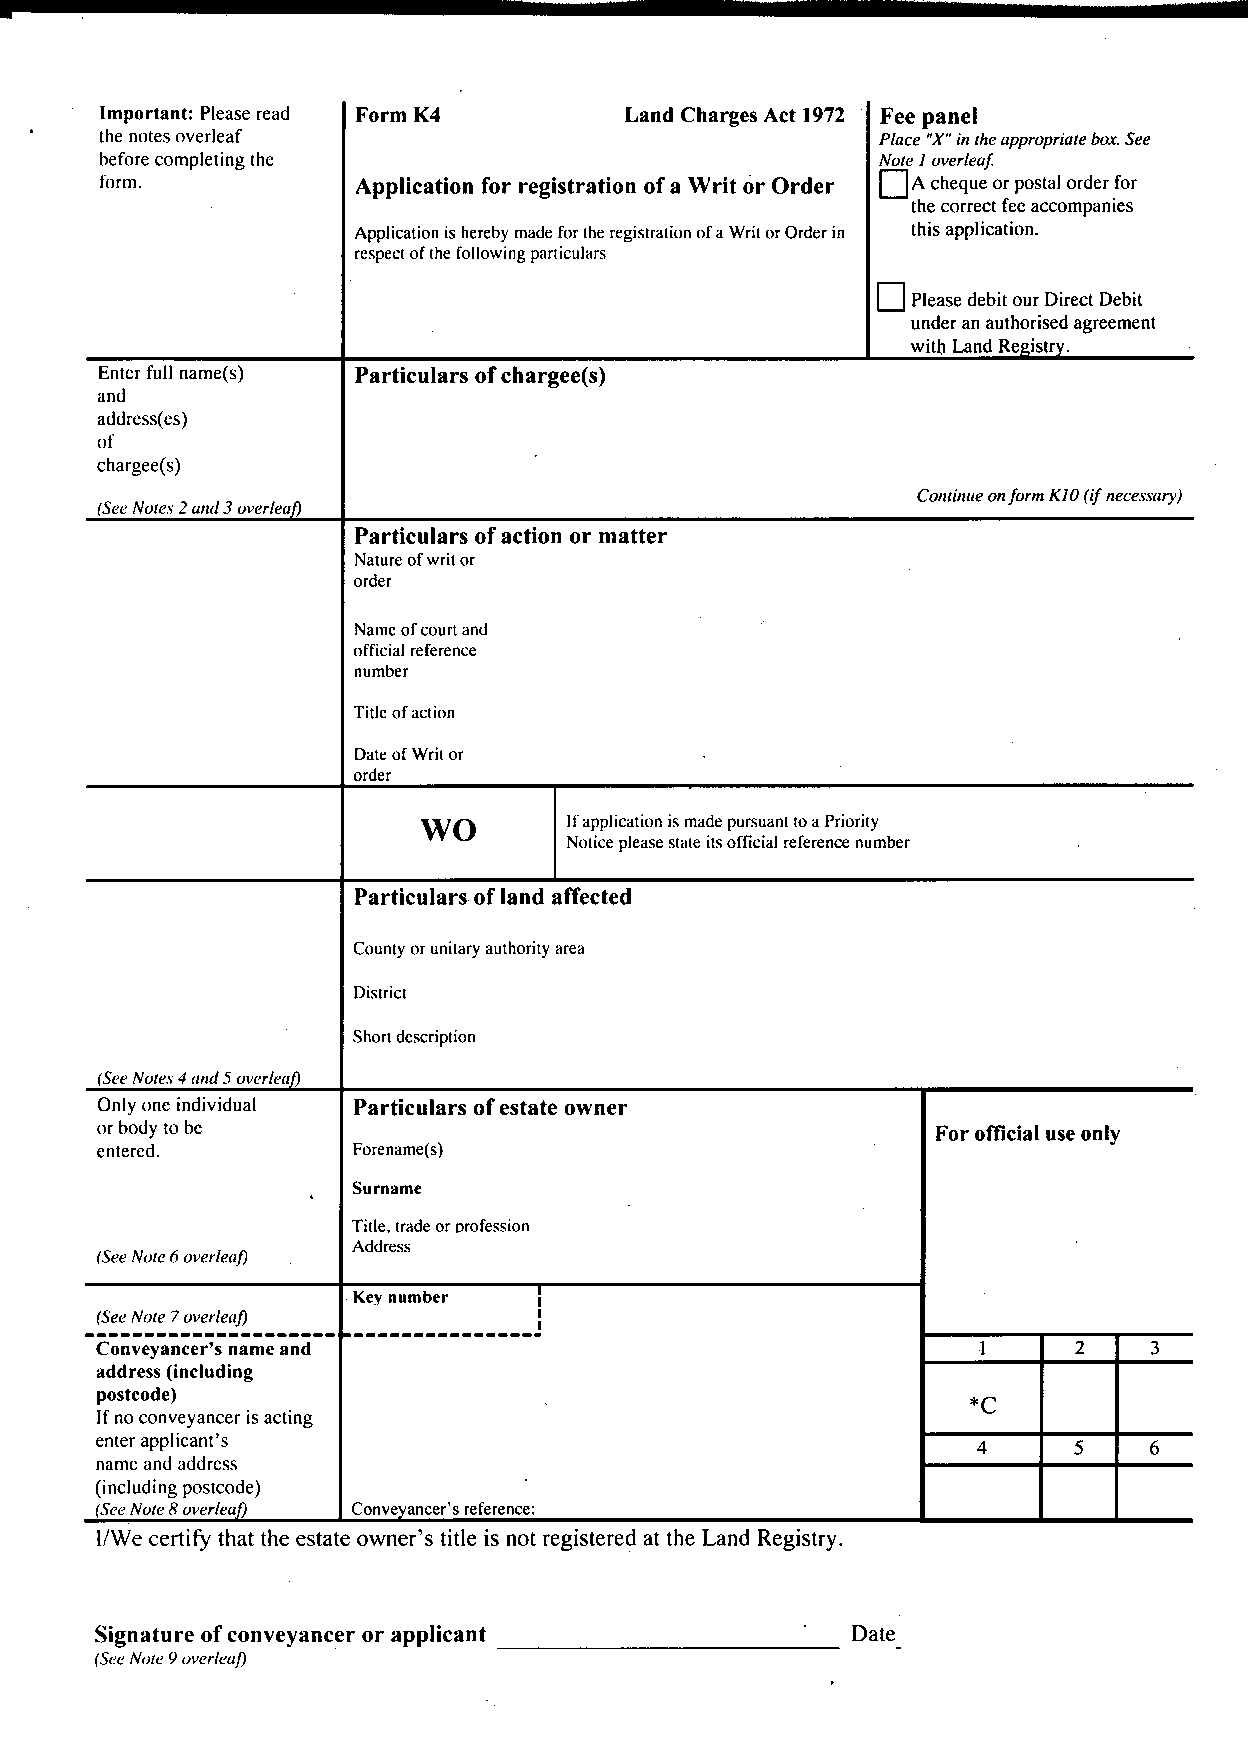 Important: Please read
the notes overleaf
before completing the
form.
Form K4 Land Charges Act 1972
Application for registration of a Writ or Order
Application is hereby made for the registration of a Writ or Order in
respect of the following particulars
Fee panel
Place "X" in the appropriate box. See
Note 1 overleaf.
A cheque or postal order for
the correct fee accompanies
this application.
Please debit our Direct Debit
under an authorised agreement
with Land Registry.
Enter full name(s)
and
address(es)
of
chargee(s)
(See Notes 2 and 3 overleaf)
Particulars of chargee(s)
Continue on form K10 (if necessary)
Particulars of action or matter
Nature of writ or
order
Name of court and
official reference
number
Title of action
Date of Writ or
order
WO
If application is made pursuant to a Priority
Notice please state its official reference number
Particulars of land affected
County or unitary authority area
District
Short description
(See Notes 4 and 5 overleaf)
Only one individual
or body to be
entered.
(See Note 6 overleaf)
Particulars of estate owner
Forename(s)
Surname
Title, trade or profession
Address
For official use only
(See Note 7 overleaf)
Key number
Conveyancer's name and
address (including
postcode)
If no conveyancer is acting
enter applicant's
name and address
(including postcode)
(See Note 8 overleaf)
Conveyancer's reference:
1 2 3
*C
4 5 6
I/We certify that the estate owner's title is not registered at the Land Registry.
Signature of conveyancer or applicant Date
(See Note 9 overleaf)